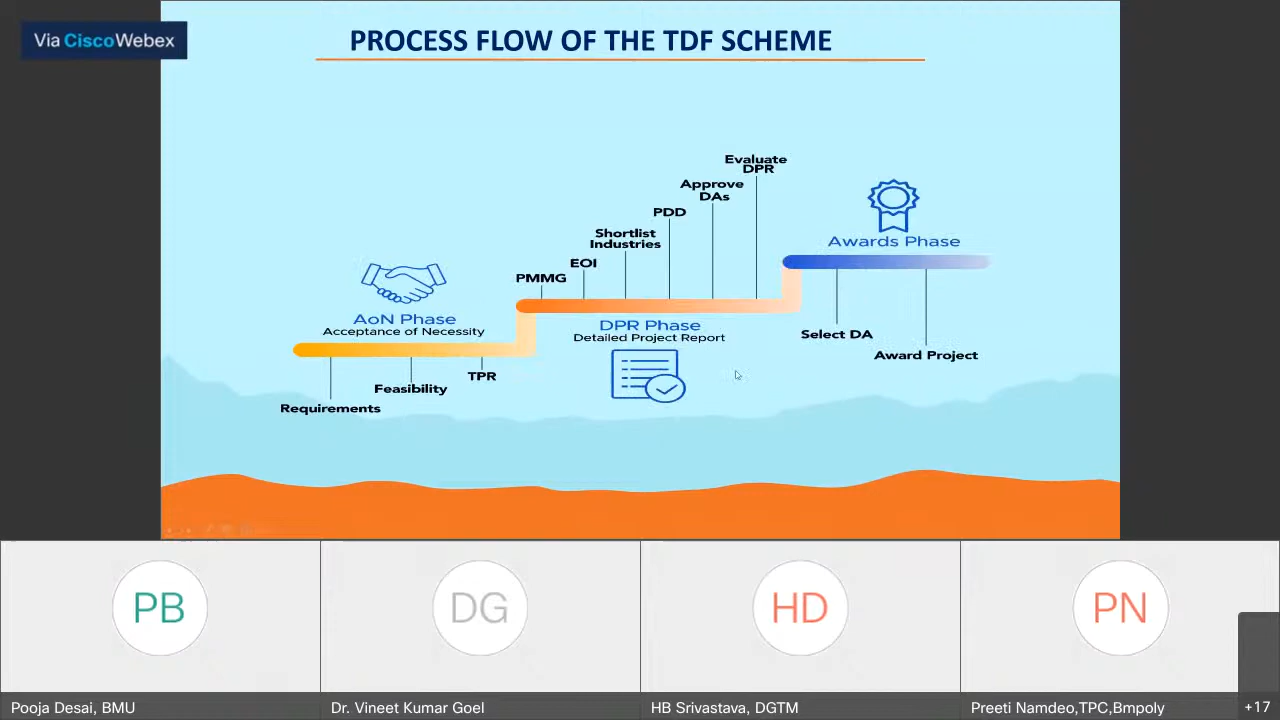 Via CiscoWebex
PROCESS FLOW OF THE TDF SCHEME
Evaluate
DPR
Approve
DAs
PDD
Shortlist
Industries
EOI
PMMG
Awards Phase
AoN Phase
Acceptance of Necessity
DPR Phase
Detailed Project Report
Select DA
Award Project
TPR
Feasibility
Requirements
PB
DG
HD
PN
Pooja Desai, BMU
Dr. Vineet Kumar Goel
HB Srivastava, DGTM
Preeti Namdeo,TPC,Bmpoly
+17